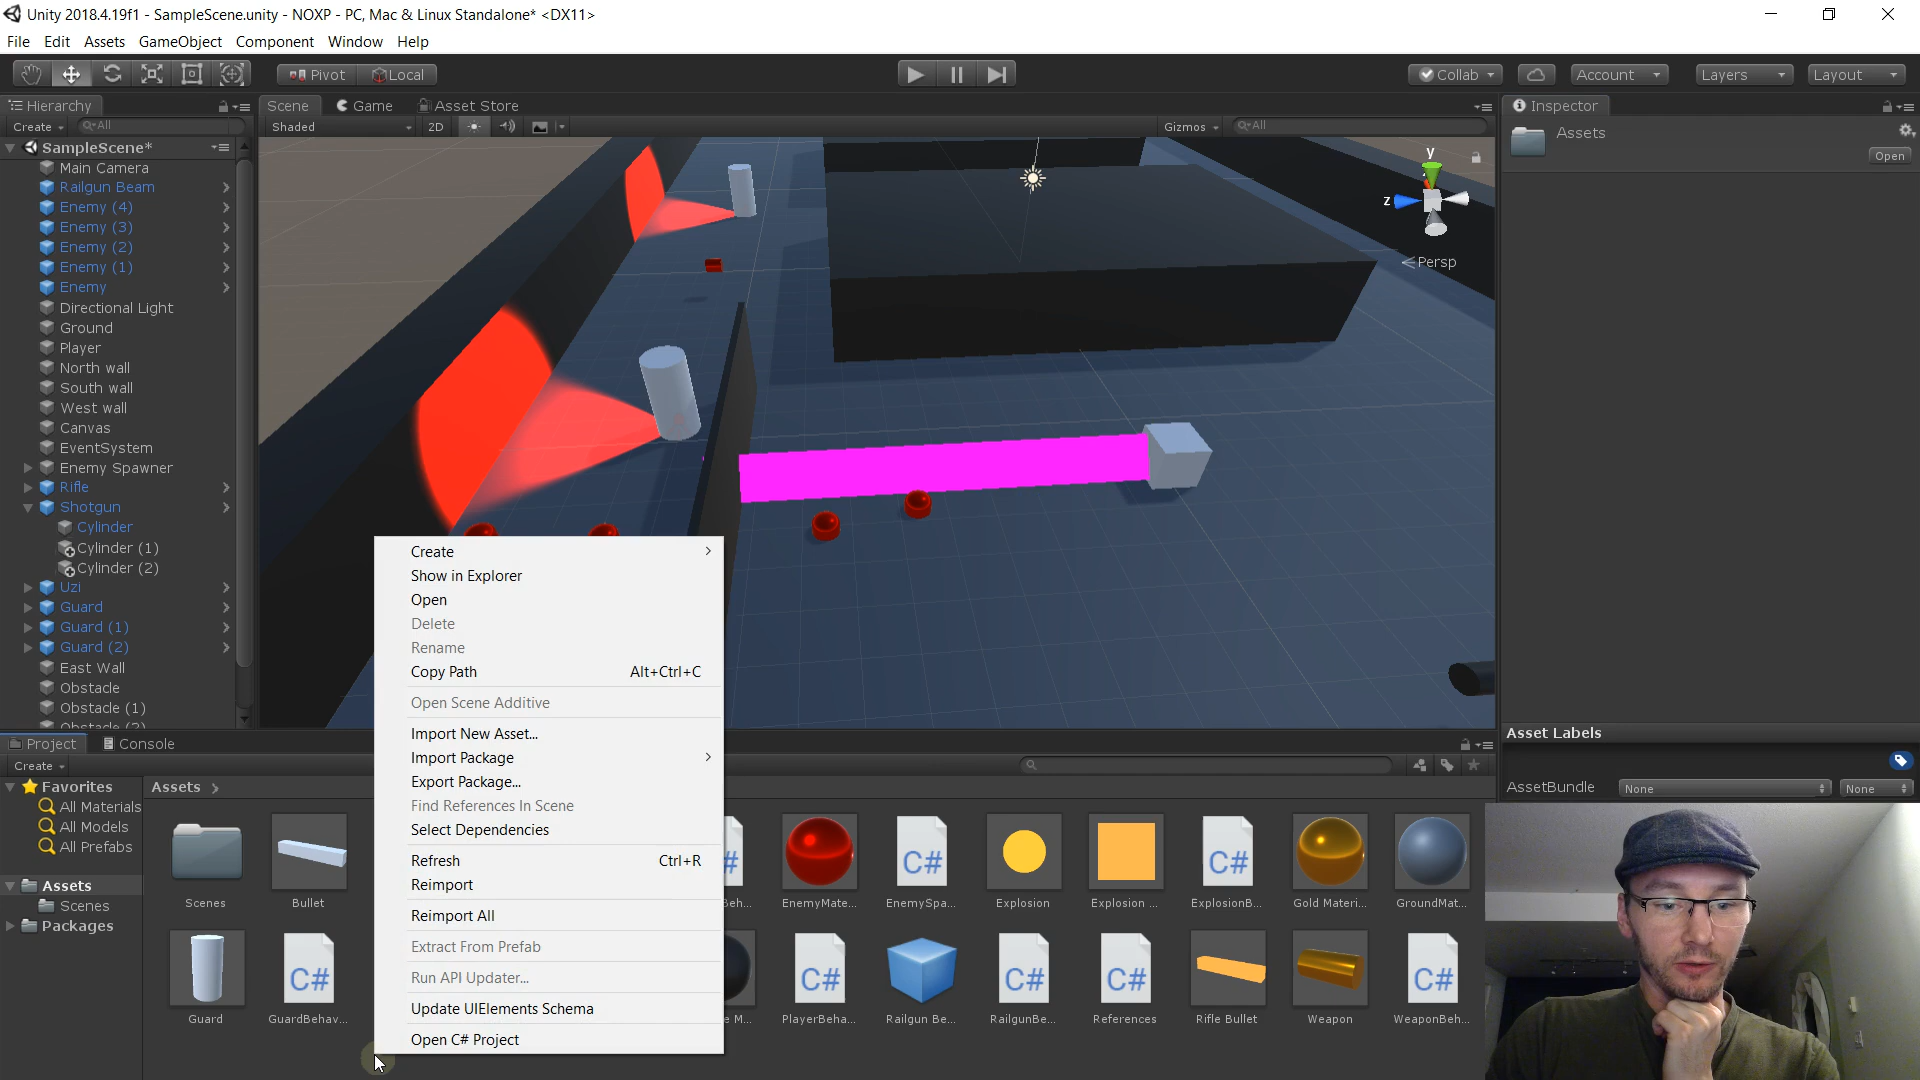 Unity 2018.4.19f1 - SampleScene.unity - NOXP - PC, Mac & Linux Standalone* <DX11>
File Edit Assets GameObject Component Window Help
Pivot Local
Collab Account Layers Layout
Hierarchy
Create All
SampleScene*
Main Camera
Railgun Beam
Enemy (4)
Enemy (3)
Enemy (2)
Enemy (1)
Enemy
Directional Light
Ground
Player
North wall
South wall
West wall
Canvas
EventSystem
Enemy Spawner
Rifle
Shotgun
Cylinder
Cylinder (1)
Cylinder (2)
Uzi
Guard
Guard (1)
Guard (2)
East Wall
Obstacle
Obstacle (1)
Obstacle (2)
Scene Game Asset Store
Shaded 2D Gizmos All
y
z
Persp
Inspector
Assets
Open
Create
Show in Explorer
Open
Delete
Rename
Copy Path Alt+Ctrl+C
Open Scene Additive
Import New Asset...
Import Package
Export Package...
Find References In Scene
Select Dependencies
Refresh Ctrl+R
Reimport
Reimport All
Extract From Prefab
Run API Updater...
Update UIElements Schema
Open C# Project
Project Console
Create
Favorites
All Materials
All Models
All Prefabs
Assets
Scenes
Packages
Assets
C# C# C#
Scenes Bullet Beh... EnemyMate... EnemySpa... Explosion Explosion ... ExplosionB... Gold Materi... GroundMat...
C# C# C# C# C#
Guard GuardBehav... e M... PlayerBeha... Railgun Be... RailgunBe... References Rifle Bullet Weapon WeaponBeh...
Asset Labels
AssetBundle None None